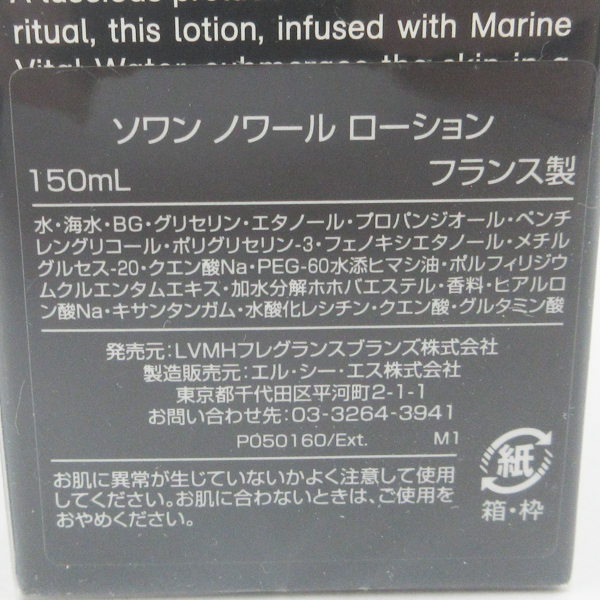 ritual, this lotion, infused with Marine
Vital Water, submerges the skin in a
ソワン ノワール ローション
150mL フランス製
水・海水・BG・グリセリン・エタノール・プロパンジオール・ペンチ
レングリコール・ポリグリセリン-3・フェノキシエタノール・メチル
グルセス-20・クエン酸Na・PEG-60水添ヒマシ油・ポルフィリジウ
ムクルエンタムエキス・加水分解ホホバエステル・香料・ヒアルロ
ン酸Na・キサンタンガム・水酸化レシチン・クエン酸・グルタミン酸
発売元：LVMHフレグランスブランズ株式会社
製造販売元：エル・シー・エス株式会社
東京都千代田区平河町2-1-1
お問い合わせ先：03-3264-3941
PO50160/Ext. M1
お肌に異常が生じていないかよく注意して使用
してください。お肌に合わないときは、ご使用を
おやめください。
紙
箱・枠